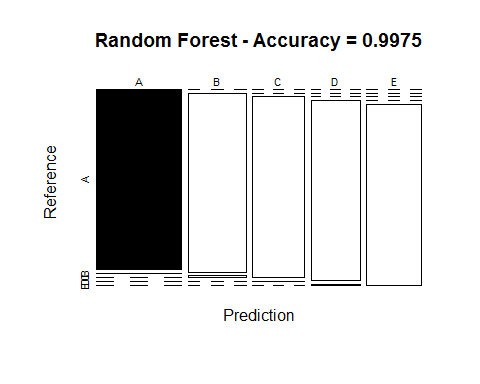 Random Forest - Accuracy = 0.9975
A B C D E
Reference
A
Prediction